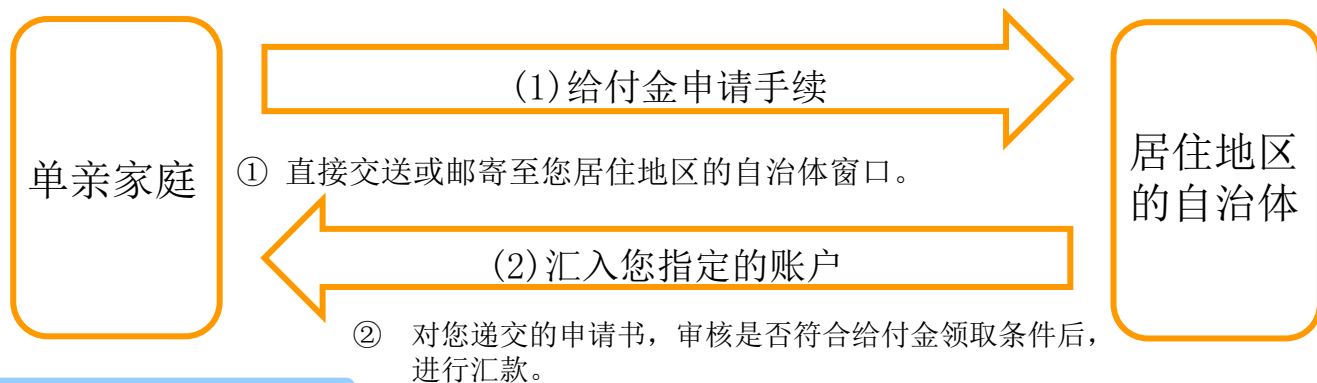 单亲家庭
(1)给付金申请手续
① 直接交送或邮寄至您居住地区的自治体窗口。
(2)汇入您指定的账户
② 对您递交的申请书，审核是否符合给付金领取条件后，
进行汇款。
居住地区
的自治体